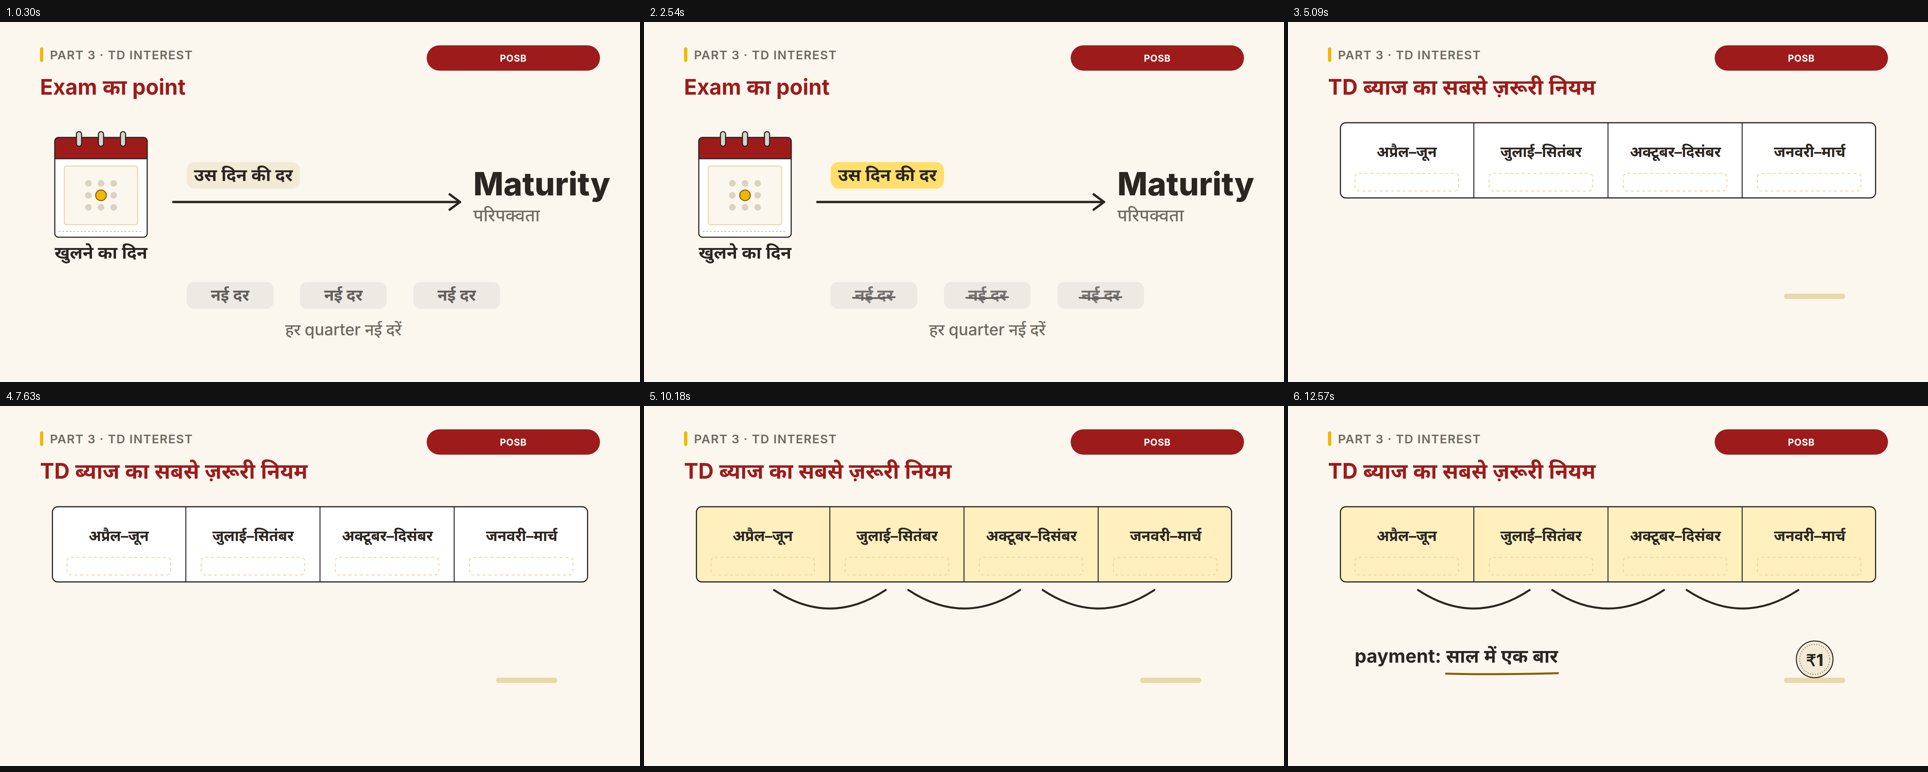 1. 0.30s
PART 3 · TD INTEREST
POSB
Exam का point
उस दिन की दर
Maturity
परिपक्वता
खुलने का दिन
नई दर नई दर नई दर
हर quarter नई दरें
2. 2.54s
PART 3 · TD INTEREST
POSB
Exam का point
उस दिन की दर
Maturity
परिपक्वता
खुलने का दिन
नई दर नई दर नई दर
हर quarter नई दरें
3. 5.09s
PART 3 · TD INTEREST
POSB
TD ब्याज का सबसे ज़रूरी नियम
अप्रैल–जून जुलाई–सितंबर अक्टूबर–दिसंबर जनवरी–मार्च
4. 7.63s
PART 3 · TD INTEREST
POSB
TD ब्याज का सबसे ज़रूरी नियम
अप्रैल–जून जुलाई–सितंबर अक्टूबर–दिसंबर जनवरी–मार्च
5. 10.18s
PART 3 · TD INTEREST
POSB
TD ब्याज का सबसे ज़रूरी नियम
अप्रैल–जून जुलाई–सितंबर अक्टूबर–दिसंबर जनवरी–मार्च
6. 12.57s
PART 3 · TD INTEREST
POSB
TD ब्याज का सबसे ज़रूरी नियम
अप्रैल–जून जुलाई–सितंबर अक्टूबर–दिसंबर जनवरी–मार्च
payment: साल में एक बार
₹1